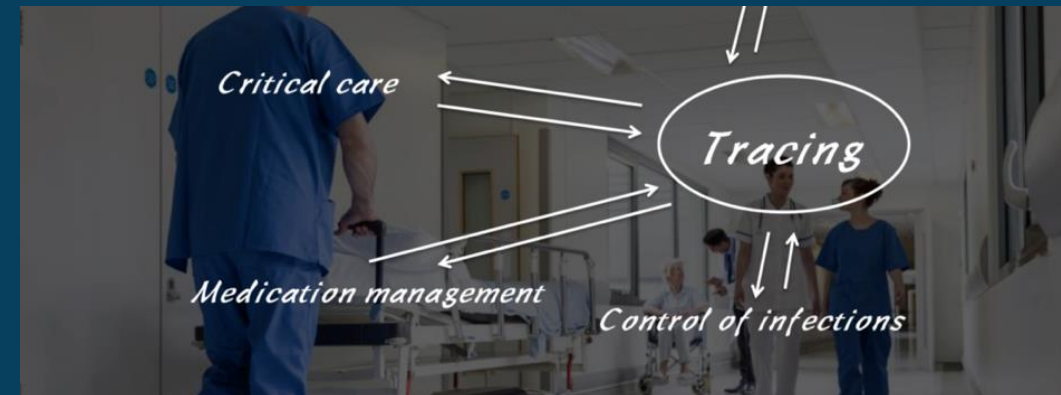 Critical care
Tracing
Medication management
Control of infections